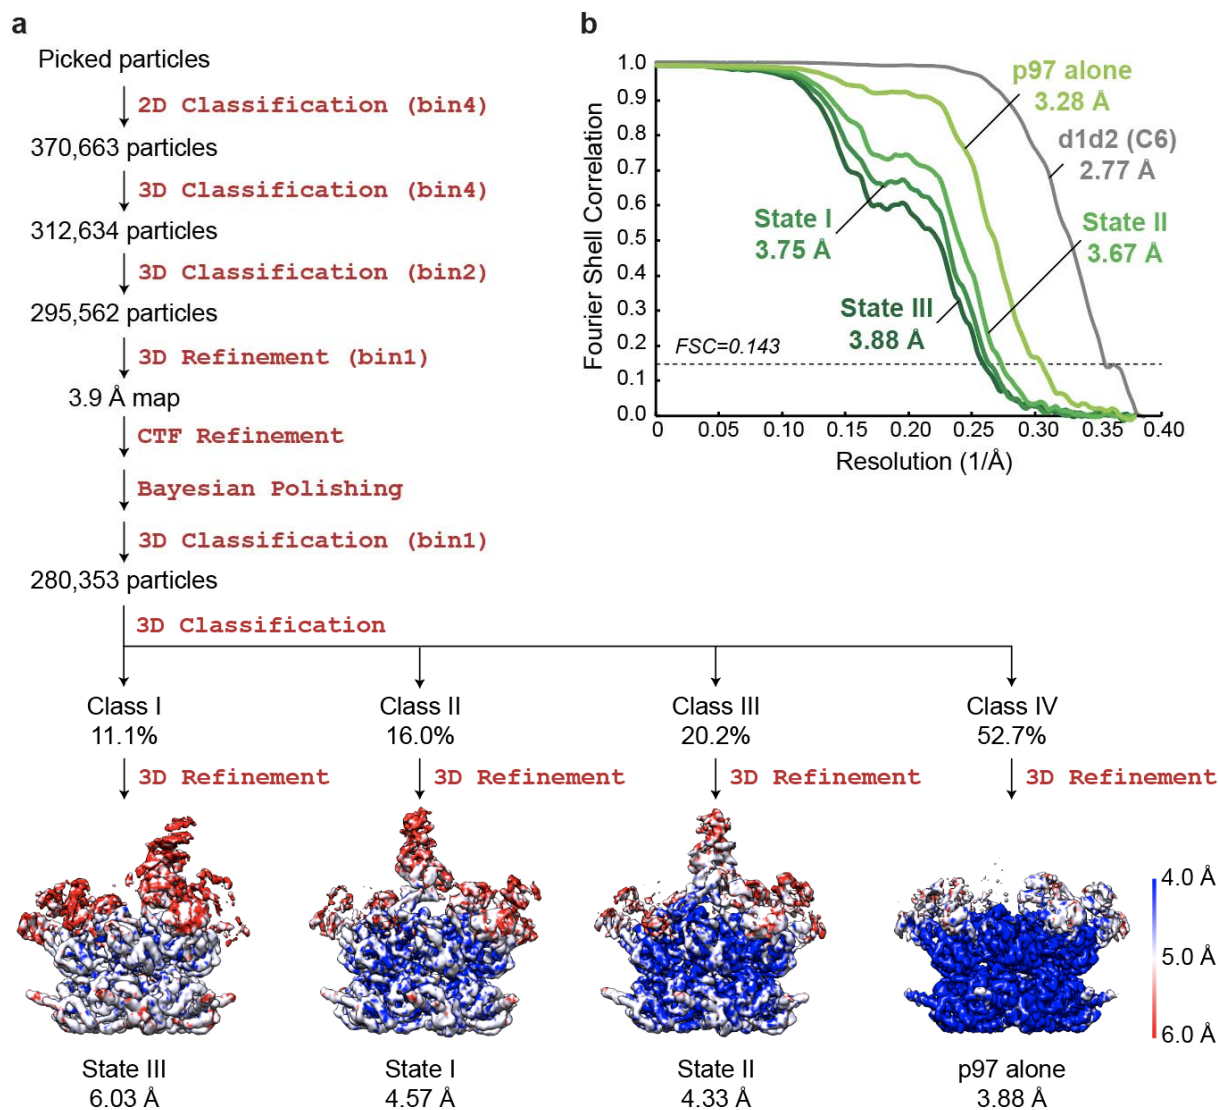 a
Picked particles
2D Classification (bin4)
370,663 particles
3D Classification (bin4)
312,634 particles
3D Classification (bin2)
295,562 particles
3D Refinement (bin1)
3.9 Å map
CTF Refinement
Bayesian Polishing
3D Classification (bin1)
280,353 particles
3D Classification
Class I
11.1%
Class II
16.0%
Class III
20.2%
Class IV
52.7%
3D Refinement
3D Refinement
3D Refinement
3D Refinement
4.0 Å
5.0 Å
6.0 Å
State III
6.03 Å
State I
4.57 Å
State II
4.33 Å
p97 alone
3.88 Å
b
Fourier Shell Correlation
1.0
0.9
0.8
0.7
0.6
0.5
0.4
0.3
0.2
0.1
0.0
p97 alone
3.28 Å
d1d2 (C6)
2.77 Å
State I
3.75 Å
State II
3.67 Å
State III
3.88 Å
FSC=0.143
0
0.05
0.10
0.15
0.20
0.25
0.30
0.35
0.40
Resolution (1/Å)